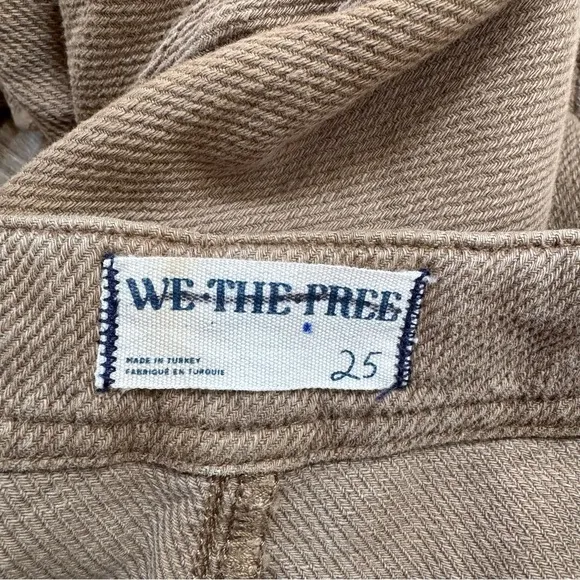 WE THE FREE
MADE IN TURKEY
FABRIQUÉ EN TURQUIE
25